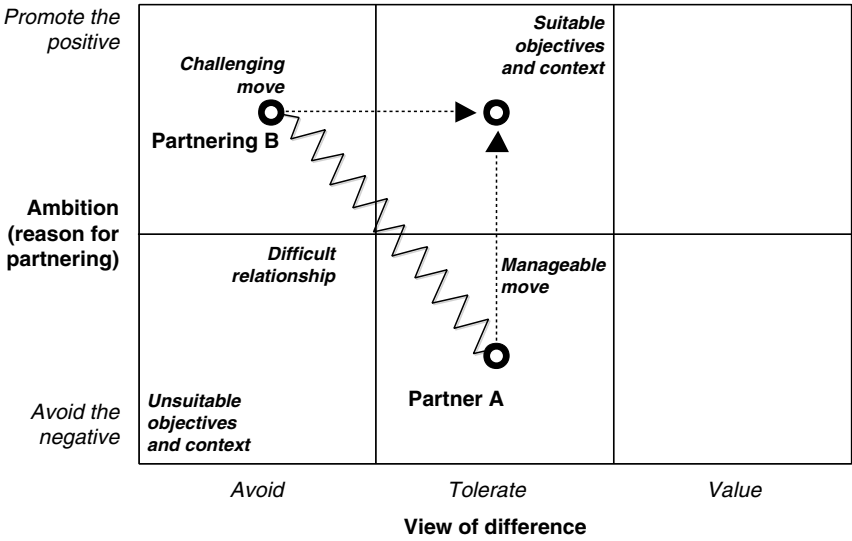 Promote the
positive
Suitable
objectives
and context
Challenging
move
Partnering B
Ambition
(reason for
partnering)
Difficult
relationship
Manageable
move
Partner A
Avoid the
negative
Unsuitable
objectives
and context
Avoid
Tolerate
Value
View of difference